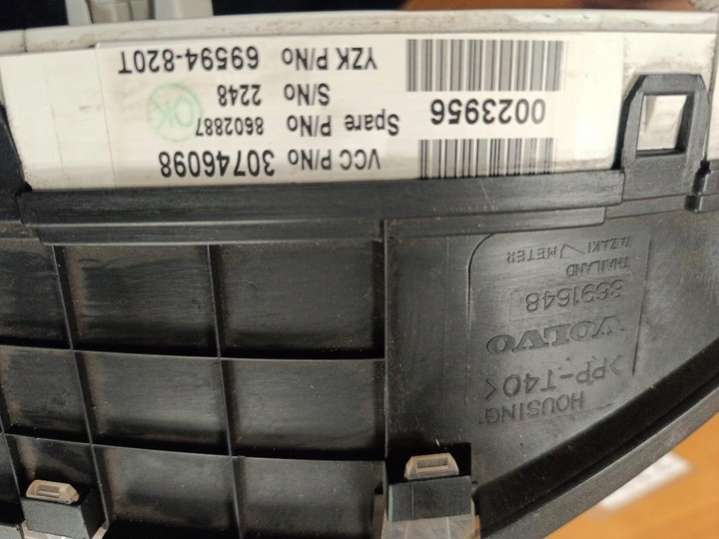 VCC P/No 30746098
Spare P/No 8602887
S/No 2248
YZK P/No 69594-820T
0023956
OK
HOUSING
>PP-T40<
VOLVO
8691648
THAILAND
YAZAKI METER